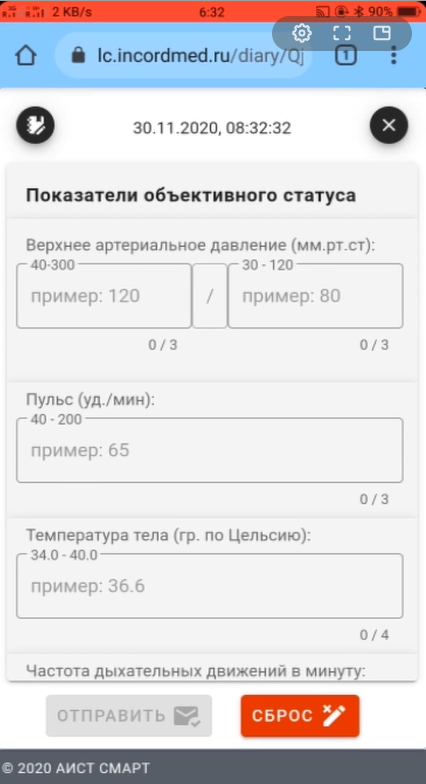 2 KB/s 6:32 90%
lc.incordmed.ru/diary/Qj 1
30.11.2020, 08:32:32
Показатели объективного статуса
Верхнее артериальное давление (мм.рт.ст):
40-300 30 - 120
пример: 120 / пример: 80
0 / 3 0 / 3
Пульс (уд./мин):
40 - 200
пример: 65
0 / 3
Температура тела (гр. по Цельсию):
34.0 - 40.0
пример: 36.6
0 / 4
Частота дыхательных движений в минуту:
ОТПРАВИТЬ СБРОС
© 2020 АИСТ СМАРТ